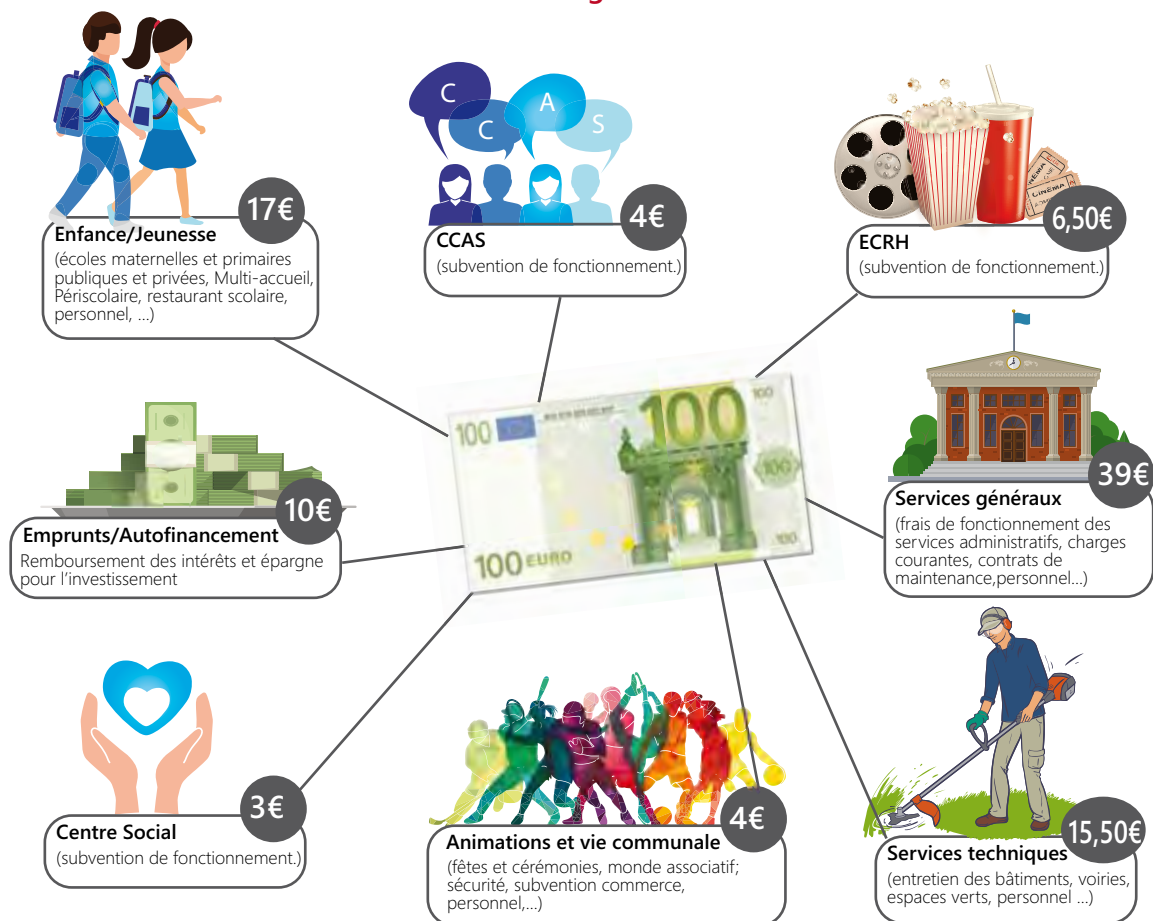 17€
Enfance/Jeunesse
(écoles maternelles et primaires
publiques et privées, Multi-accueil,
Périscolaire, restaurant scolaire,
personnel, ...)
C
C
A
S
4€
CCAS
(subvention de fonctionnement.)
CINÉMA
6,50€
ECRH
(subvention de fonctionnement.)
10€
Emprunts/Autofinancement
Remboursement des intérêts et épargne
pour l'investissement
100
100
100
100
100
100 EURO
39€
Services généraux
(frais de fonctionnement des
services administratifs, charges
courantes, contrats de
maintenance,personnel...)
3€
Centre Social
(subvention de fonctionnement.)
4€
Animations et vie communale
(fêtes et cérémonies, monde associatif;
sécurité, subvention commerce,
personnel,...)
15,50€
Services techniques
(entretien des bâtiments, voiries,
espaces verts, personnel ...)